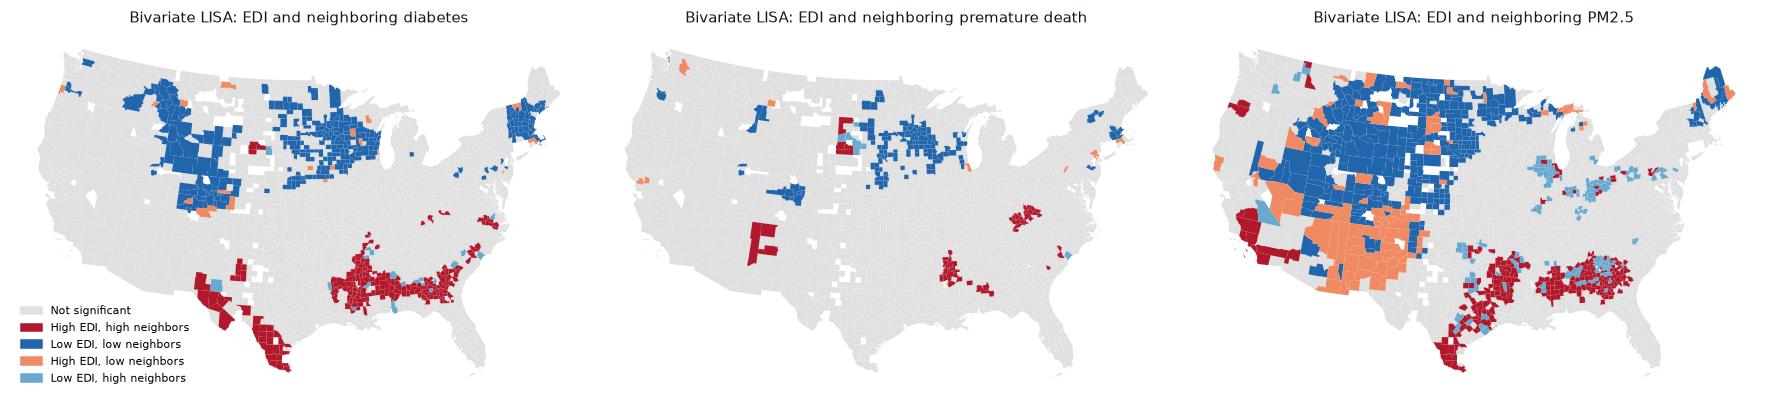 Bivariate LISA: EDI and neighboring diabetes
Bivariate LISA: EDI and neighboring premature death
Bivariate LISA: EDI and neighboring PM2.5
Not significant
High EDI, high neighbors
Low EDI, low neighbors
High EDI, low neighbors
Low EDI, high neighbors